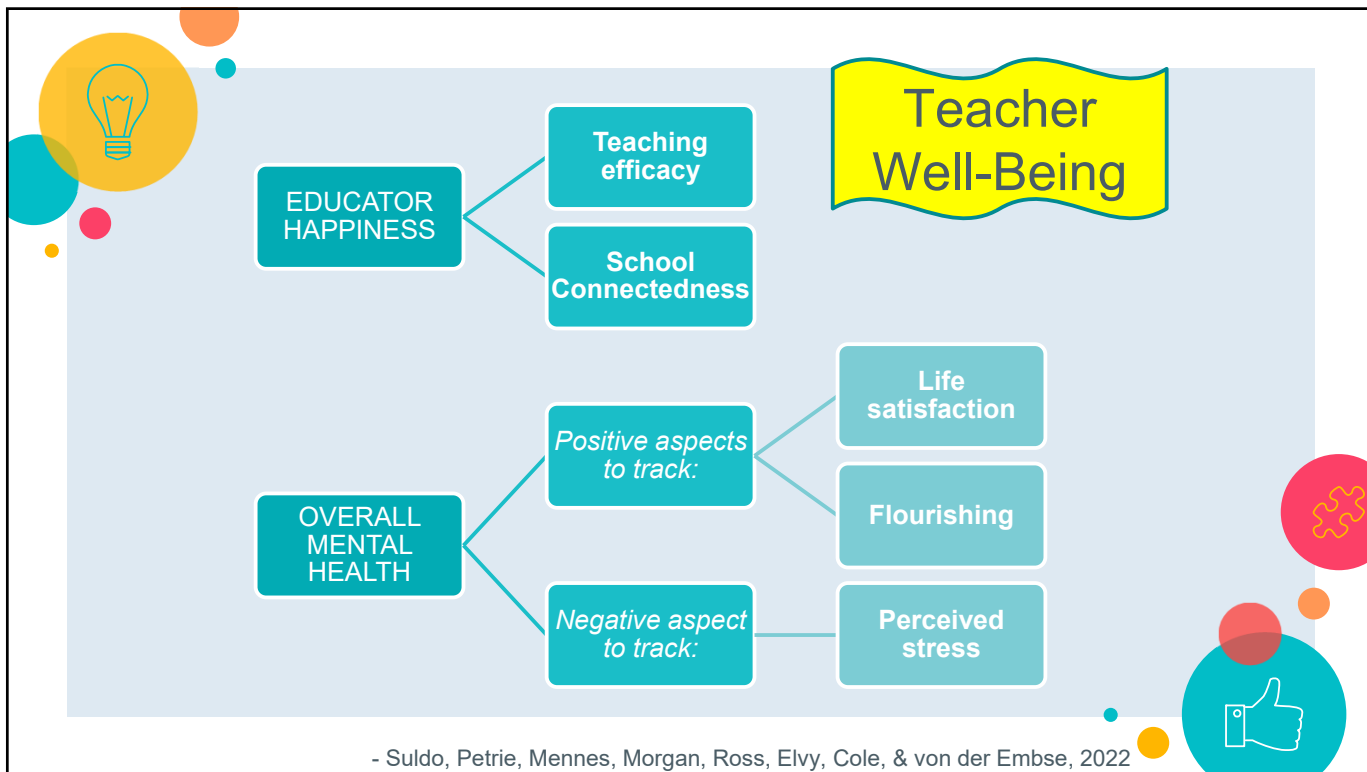 Teacher
Well-Being
EDUCATOR
HAPPINESS
Teaching
efficacy
School
Connectedness
OVERALL
MENTAL
HEALTH
Positive aspects
to track:
Life
satisfaction
Flourishing
Negative aspect
to track:
Perceived
stress
- Suldo, Petrie, Mennes, Morgan, Ross, Elvy, Cole, & von der Embse, 2022